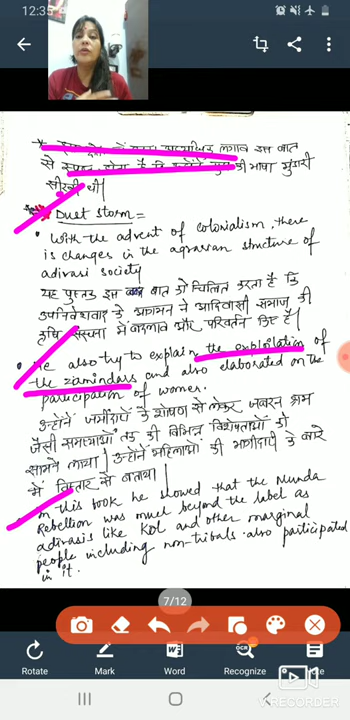 12:35
से स्पष्ट होता है कि उन्होंने खुद की भाषा मुंडारी
सीखी थी।
Dust storm =
• With the advent of colonialism, there
is changes in the agrarian structure of
adivasi society
यह पुस्तक इस बात को चित्रित करता है कि
उपनिवेशवाद के आगमन ने आदिवासी समाज की
कृषि संरचना में बदलाव और परिवर्तन किए हैं।
• He also try to explain the exploitation of
the zamindars and also elaborated on the
participation of women.
उन्होंने जमींदारों के शोषण से लेकर जबरन श्रम
जैसी समस्याओं तक की विभिन्न विशेषताओं को
सामने लाया। उन्होंने महिलाओं की भागीदारी के बारे
में विस्तार से बताया।
In this book he showed that the Munda
Rebellion was much beyond the label as
adivasis like Kol and other marginal
people including non-tribals also participated
in it.
7/12
Rotate Mark Word Recognize
V.RECORDER